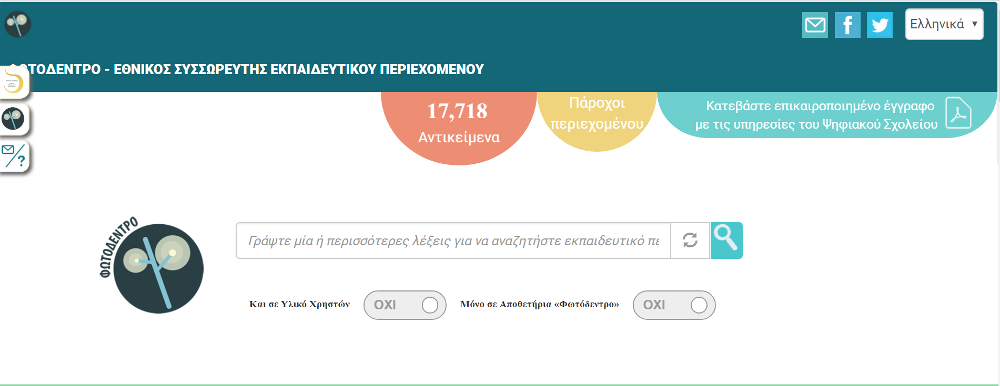 Ελληνικά
ΦΩΤΟΔΕΝΤΡΟ - ΕΘΝΙΚΟΣ ΣΥΣΣΩΡΕΥΤΗΣ ΕΚΠΑΙΔΕΥΤΙΚΟΥ ΠΕΡΙΕΧΟΜΕΝΟΥ
17,718
Αντικείμενα
Πάροχοι
περιεχομένου
Κατεβάστε επικαιροποιημένο έγγραφο
με τις υπηρεσίες του Ψηφιακού Σχολείου
ΦΩΤΟΔΕΝΤΡΟ
Γράψτε μία ή περισσότερες λέξεις για να αναζητήστε εκπαιδευτικό πε
Και σε Υλικό Χρηστών
ΟΧΙ
Μόνο σε Αποθετήρια «Φωτόδεντρο»
ΟΧΙ